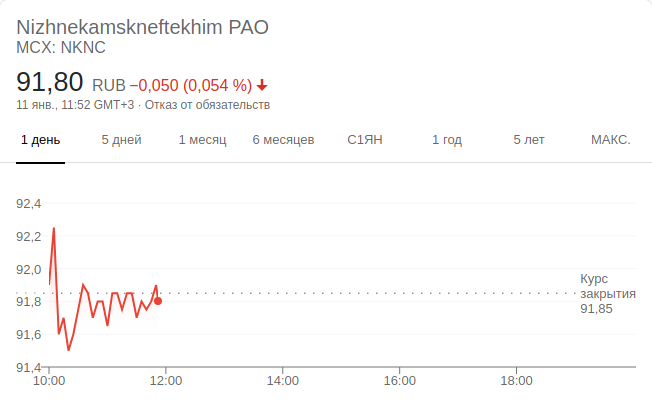 Nizhnekamskneftekhim PAO
MCX: NKNC
91,80 RUB −0,050 (0,054 %)
11 янв., 11:52 GMT+3 · Отказ от обязательств
1 день 5 дней 1 месяц 6 месяцев С1ЯН 1 год 5 лет МАКС.
92,4
92,2
92,0
91,8
91,6
91,4
Курс
закрытия
91,85
10:00 12:00 14:00 16:00 18:00